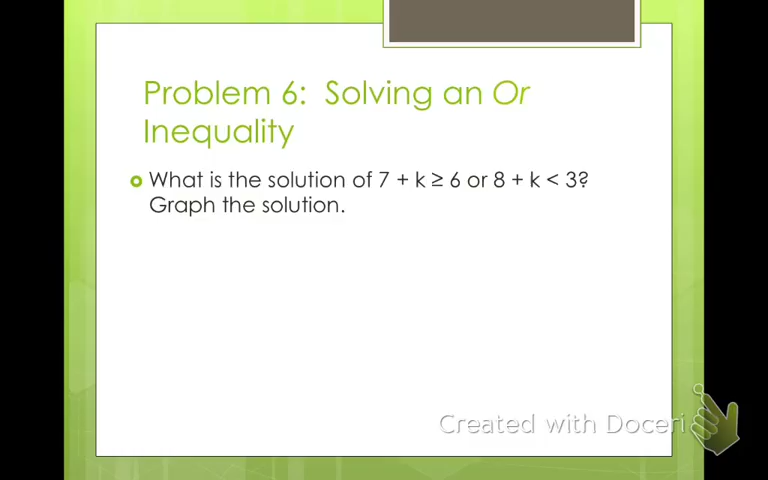 Problem 6: Solving an Or
Inequality
What is the solution of 7 + k ≥ 6 or 8 + k < 3?
Graph the solution.
Created with Doceri